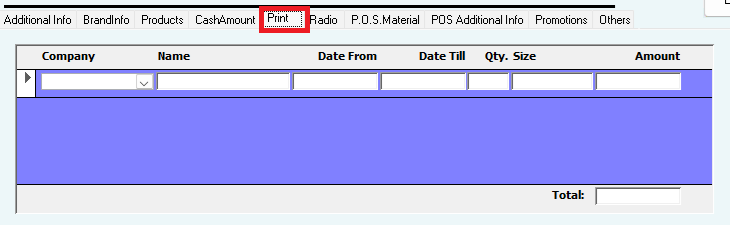 Additional Info BrandInfo Products CashAmount Print Radio P.O.S.Material POS Additional Info Promotions Others
Company Name Date From Date Till Qty. Size Amount
Total: